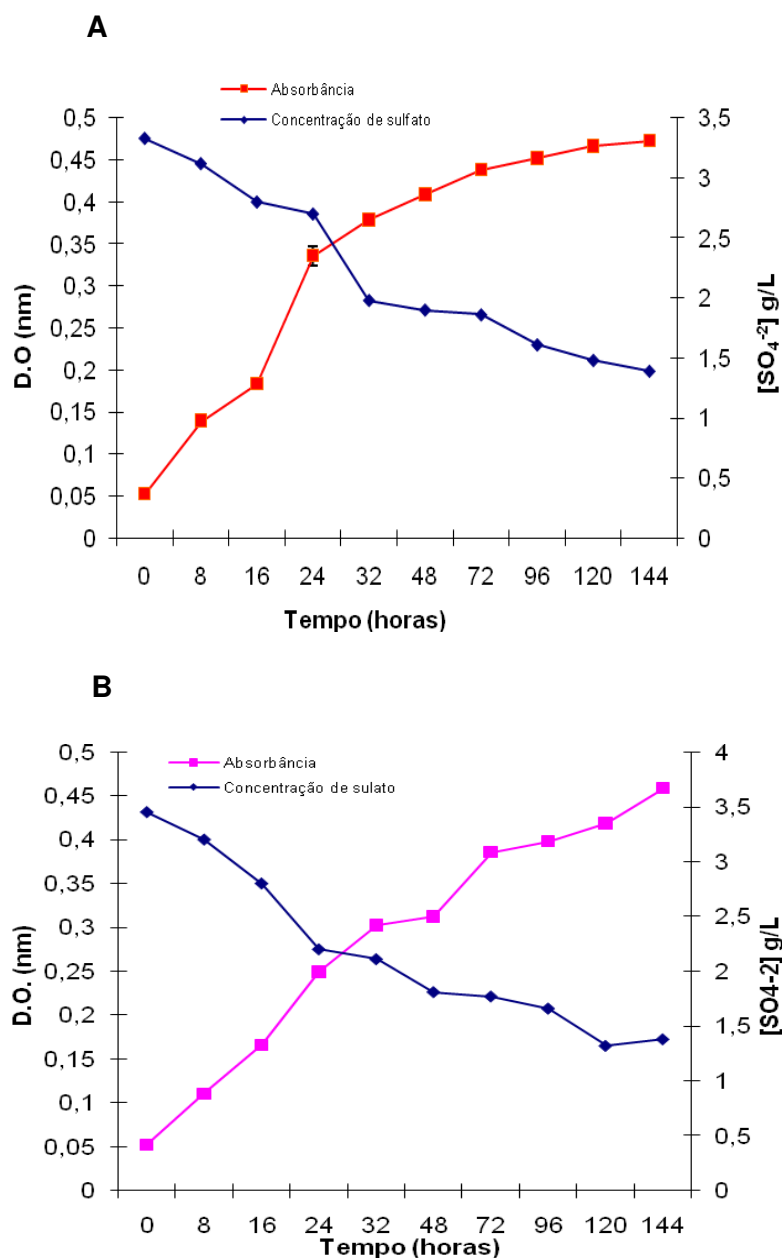 A
Absorbância
Concentração de sulfato
0,5
0,45
0,4
0,35
0,3
0,25
0,2
0,15
0,1
0,05
0
D.O (nm)
3,5
3
2,5
2
1,5
1
0,5
0
[SO₄⁻²] g/L
0 8 16 24 32 48 72 96 120 144
Tempo (horas)
B
Absorbância
Concentração de sulato
0,5
0,45
0,4
0,35
0,3
0,25
0,2
0,15
0,1
0,05
0
D.O. (nm)
4
3,5
3
2,5
2
1,5
1
0,5
0
[SO4-2] g/L
0 8 16 24 32 48 72 96 120 144
Tempo (horas)